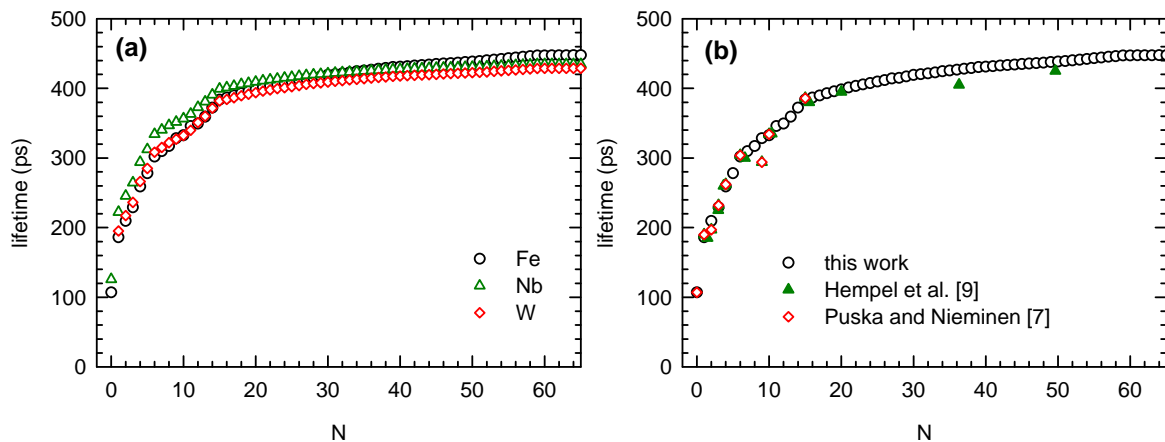 (a)
500
400
300
200
100
0
lifetime (ps)
Fe
Nb
W
0 10 20 30 40 50 60
N
(b)
500
400
300
200
100
0
lifetime (ps)
this work
Hempel et al. [9]
Puska and Nieminen [7]
0 10 20 30 40 50 60
N